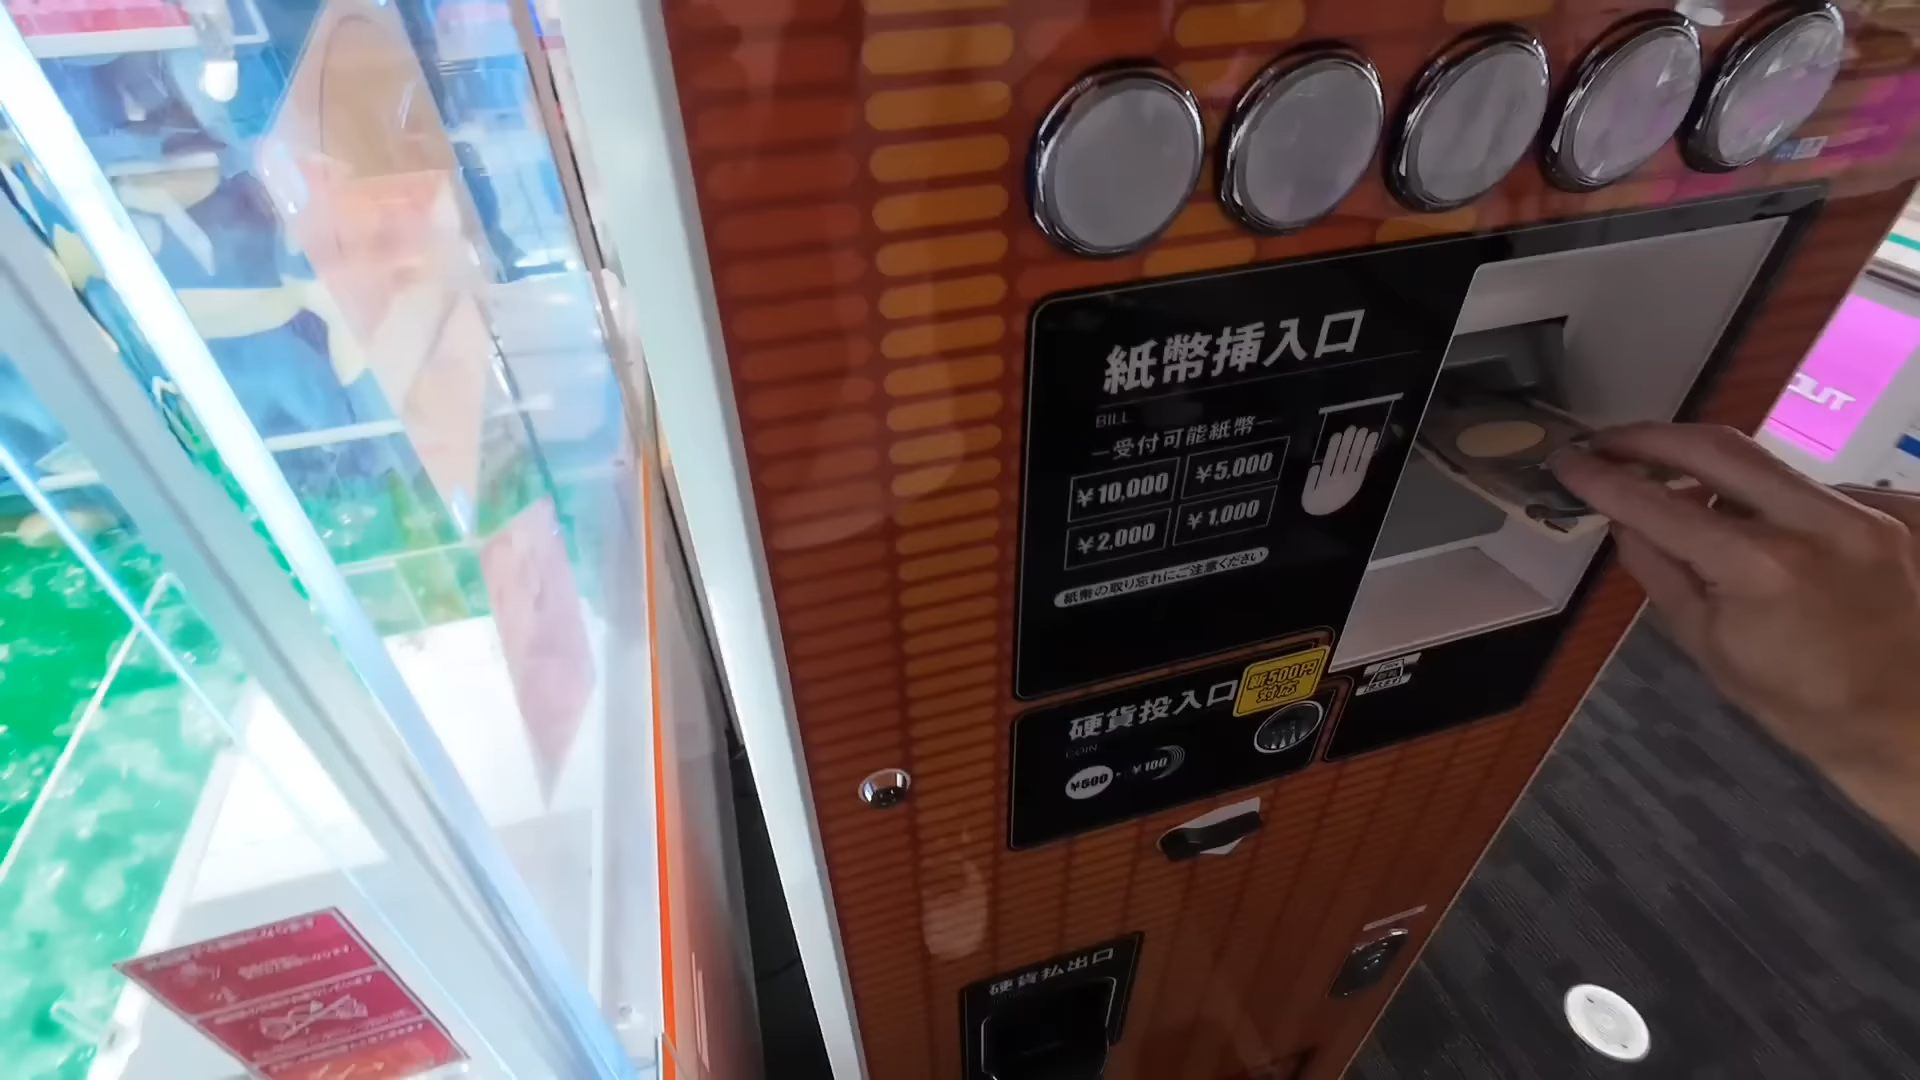 紙幣挿入口
BILL
受付可能紙幣
¥10,000
¥5,000
¥2,000
¥1,000
紙幣の取り忘れにご注意ください
硬貨投入口
新500円
対応
COIN
¥500
¥100
硬貨払出口